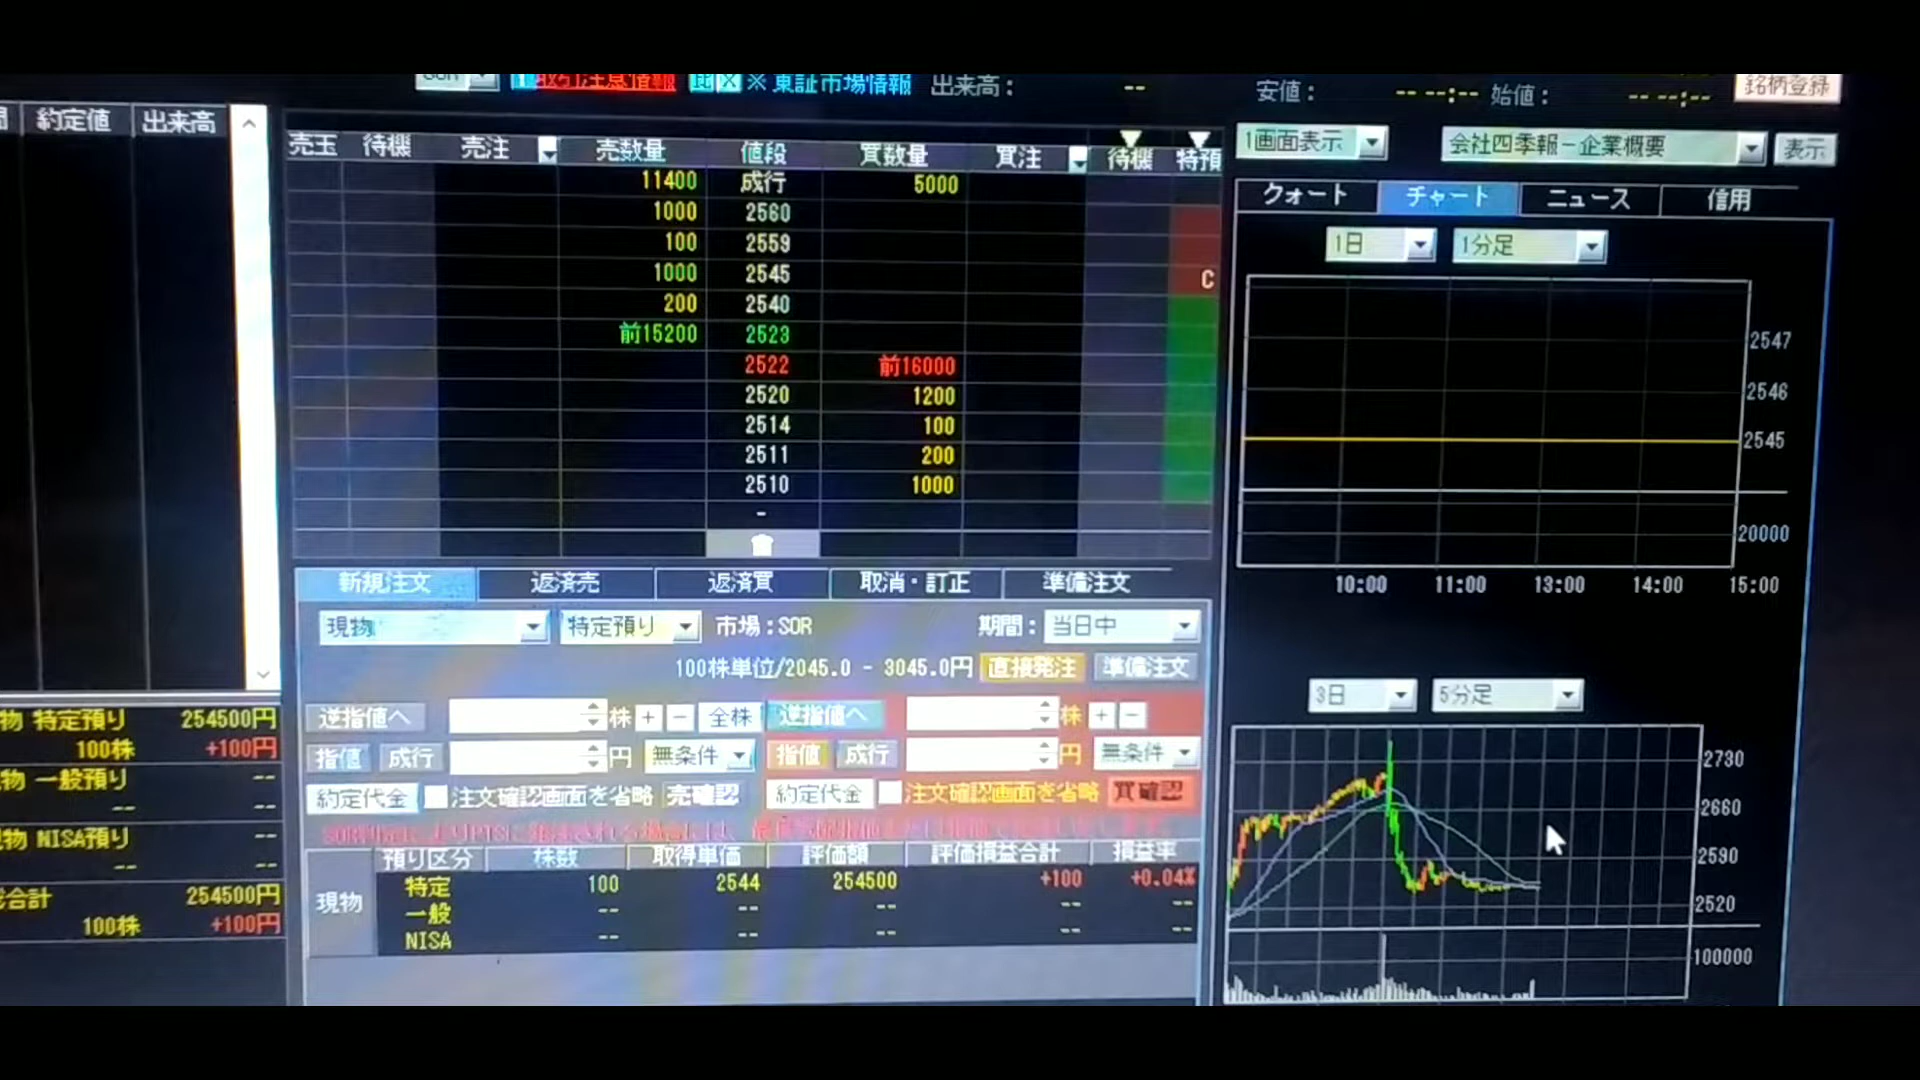 取引注意情報 ※ 東証市場情報 出来高： --
安値： -- --:-- 始値： -- --:-- 銘柄登録
約定値 出来高
1画面表示 会社四季報－企業概要 表示
売玉 待機 売注 売数量 値段 買数量 買注 待機 特預
クォート チャート ニュース 信用
11400 成行 5000
1000 2560
100 2559
1000 2545
200 2540
前15200 2523
2522 前16000
2520 1200
2514 100
2511 200
2510 1000
-
C
1日 1分足
2547
2546
2545
20000
10:00 11:00 13:00 14:00 15:00
新規注文 返済売 返済買 取消・訂正 準備注文
現物 特定預り 市場：SOR 期間： 当日中
100株単位/2045.0 - 3045.0円 直接発注 準備注文
逆指値へ 株 + - 全株 逆指値へ 株 + -
指値 成行 円 無条件 指値 成行 円 無条件
約定代金 注文確認画面を省略 売確認 約定代金 注文確認画面を省略 買確認
預り区分 株数 取得単価 評価額 評価損益合計 損益率
現物
特定 100 2544 254500 +100 +0.04%
一般 -- -- -- -- --
NISA -- -- -- -- --
物 特定預り 254500円
100株 +100円
物 一般預り --
-- --
物 NISA預り --
-- --
合計 254500円
100株 +100円
3日 5分足
2730
2660
2590
2520
100000